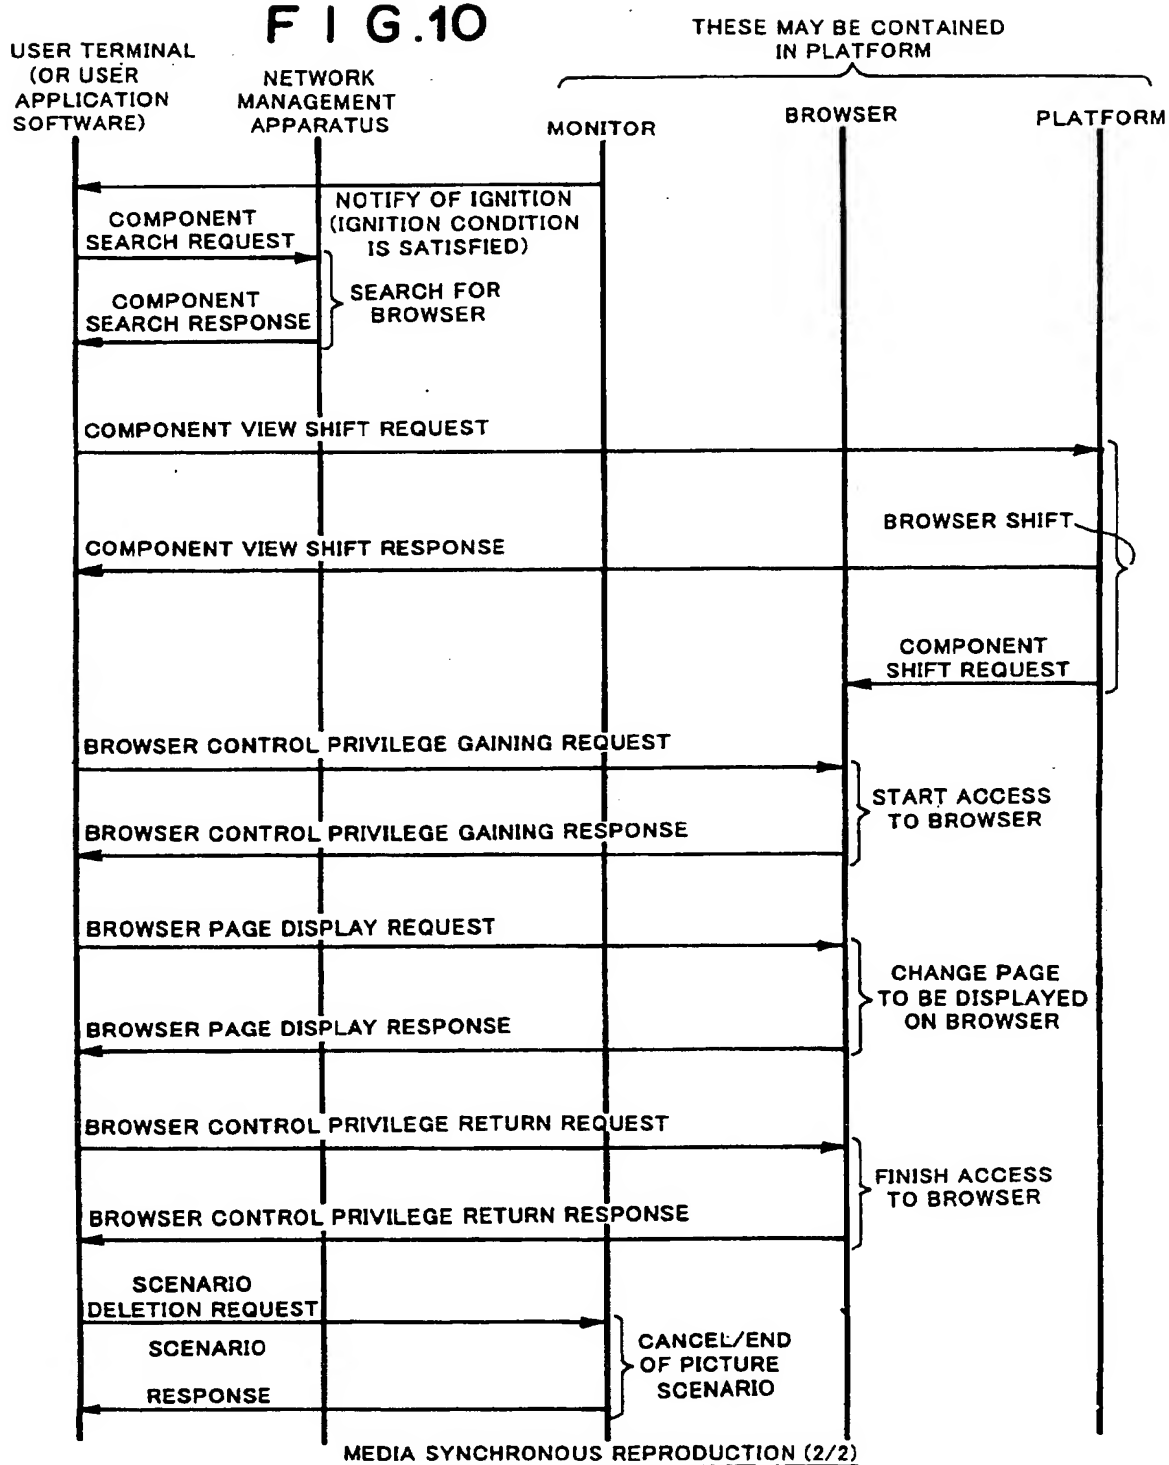 FIG.10
THESE MAY BE CONTAINED
IN PLATFORM
USER TERMINAL
(OR USER
APPLICATION
SOFTWARE)
NETWORK
MANAGEMENT
APPARATUS
MONITOR
BROWSER
PLATFORM
NOTIFY OF IGNITION
(IGNITION CONDITION
IS SATISFIED)
COMPONENT
SEARCH REQUEST
SEARCH FOR
BROWSER
COMPONENT
SEARCH RESPONSE
COMPONENT VIEW SHIFT REQUEST
BROWSER SHIFT
COMPONENT VIEW SHIFT RESPONSE
COMPONENT
SHIFT REQUEST
BROWSER CONTROL PRIVILEGE GAINING REQUEST
START ACCESS
TO BROWSER
BROWSER CONTROL PRIVILEGE GAINING RESPONSE
BROWSER PAGE DISPLAY REQUEST
CHANGE PAGE
TO BE DISPLAYED
ON BROWSER
BROWSER PAGE DISPLAY RESPONSE
BROWSER CONTROL PRIVILEGE RETURN REQUEST
FINISH ACCESS
TO BROWSER
BROWSER CONTROL PRIVILEGE RETURN RESPONSE
SCENARIO
DELETION REQUEST
SCENARIO
RESPONSE
CANCEL/END
OF PICTURE
SCENARIO
MEDIA SYNCHRONOUS REPRODUCTION (2/2)